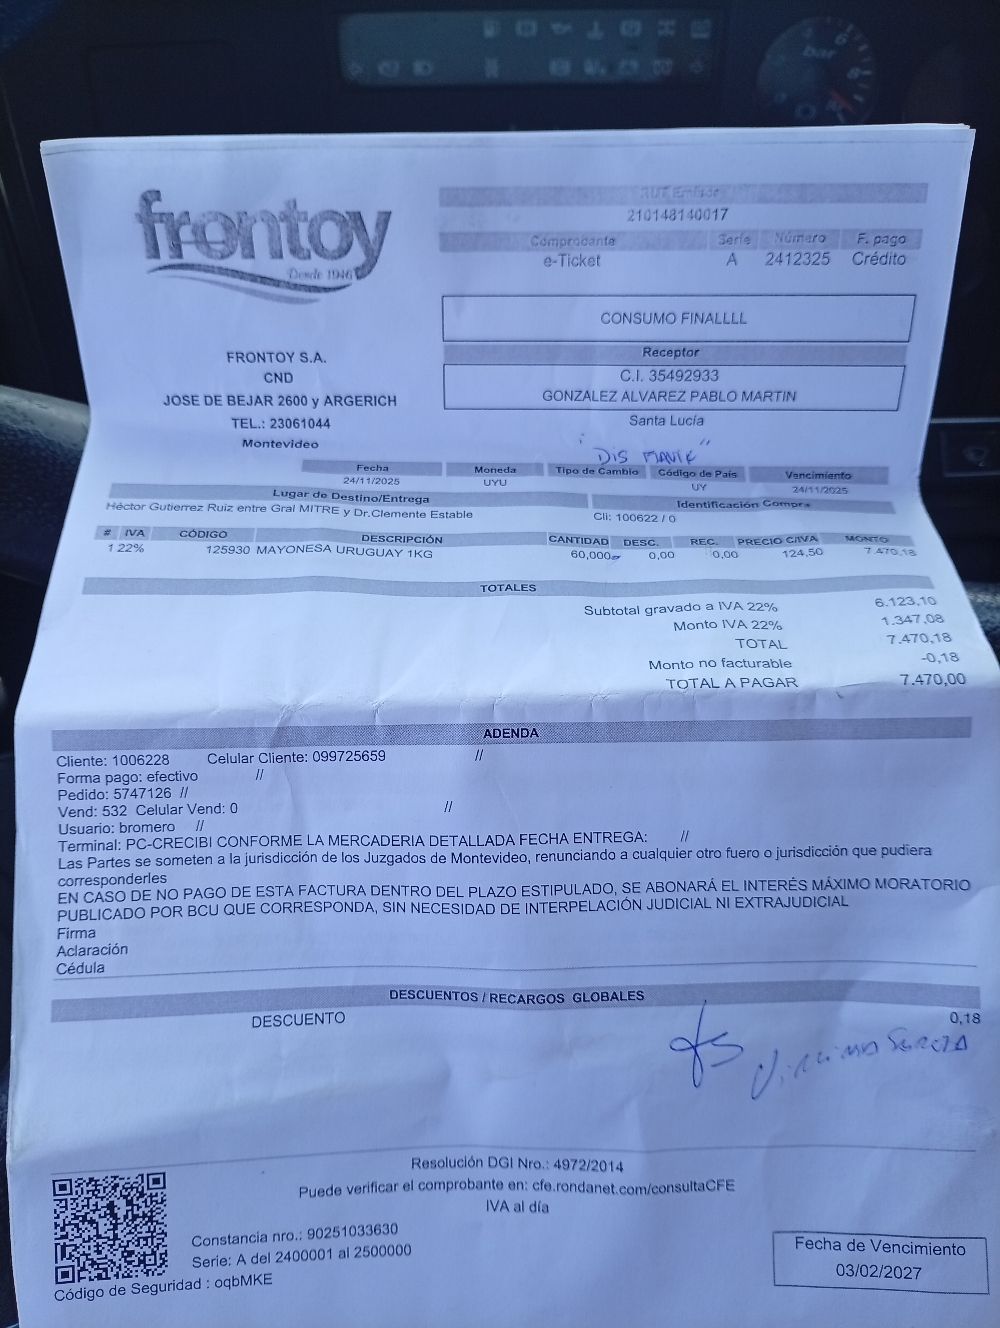 frontoy
Desde 1946
RUT Emisor
210148140017
Comprobante Serie Número F. pago
e-Ticket A 2412325 Crédito
CONSUMO FINALLLL
Receptor
C.I. 35492933
GONZALEZ ALVAREZ PABLO MARTIN
Santa Lucía
FRONTOY S.A.
CND
JOSE DE BEJAR 2600 y ARGERICH
TEL.: 23061044
Montevideo
" DIS "
Fecha Moneda Tipo de Cambio Código de País Vencimiento
24/11/2025 UYU UY 24/11/2025
Lugar de Destino/Entrega Identificación Compra
Héctor Gutierrez Ruiz entre Gral MITRE y Dr.Clemente Estable Cli: 100622 / 0
# IVA CÓDIGO DESCRIPCIÓN CANTIDAD DESC. REC. PRECIO C/IVA MONTO
1 22% 125930 MAYONESA URUGUAY 1KG 60,000 0,00 0,00 124,50 7.470,18
TOTALES
Subtotal gravado a IVA 22% 6.123,10
Monto IVA 22% 1.347,08
TOTAL 7.470,18
Monto no facturable -0,18
TOTAL A PAGAR 7.470,00
ADENDA
Cliente: 1006228 Celular Cliente: 099725659 //
Forma pago: efectivo //
Pedido: 5747126 //
Vend: 532 Celular Vend: 0 //
Usuario: bromero //
Terminal: PC-CRECIBI CONFORME LA MERCADERIA DETALLADA FECHA ENTREGA: //
Las Partes se someten a la jurisdicción de los Juzgados de Montevideo, renunciando a cualquier otro fuero o jurisdicción que pudiera
corresponderles
EN CASO DE NO PAGO DE ESTA FACTURA DENTRO DEL PLAZO ESTIPULADO, SE ABONARÁ EL INTERÉS MÁXIMO MORATORIO
PUBLICADO POR BCU QUE CORRESPONDA, SIN NECESIDAD DE INTERPELACIÓN JUDICIAL NI EXTRAJUDICIAL
Firma
Aclaración
Cédula
DESCUENTOS / RECARGOS GLOBALES
DESCUENTO 0,18
Resolución DGI Nro.: 4972/2014
Puede verificar el comprobante en: cfe.rondanet.com/consultaCFE
IVA al día
Constancia nro.: 90251033630
Serie: A del 2400001 al 2500000
Código de Seguridad : oqbMKE
Fecha de Vencimiento
03/02/2027
bar